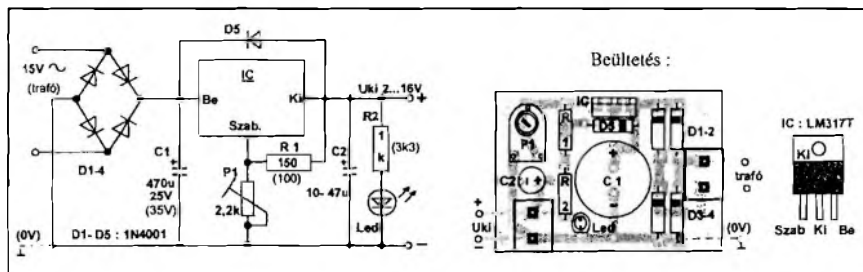 15V ~
(trafó)
D1-4
C1
+
470u
25V
(35V)
(0V)
D1- D5 : 1N4001
D5
IC
Be
Ki
Szab.
R 1
150
(100)
P1
2,2k
C2
+
10- 47u
Uki 2...16V
+
R2
1
k
(3k3)
Led
−
Beültetés :
IC
D5
P1
R
1
C2
+
R
2
C 1
+
Led
D1-2
D3-4
trafó
(0V)
+
Uki
−
IC : LM317T
KI
Szab Ki Be